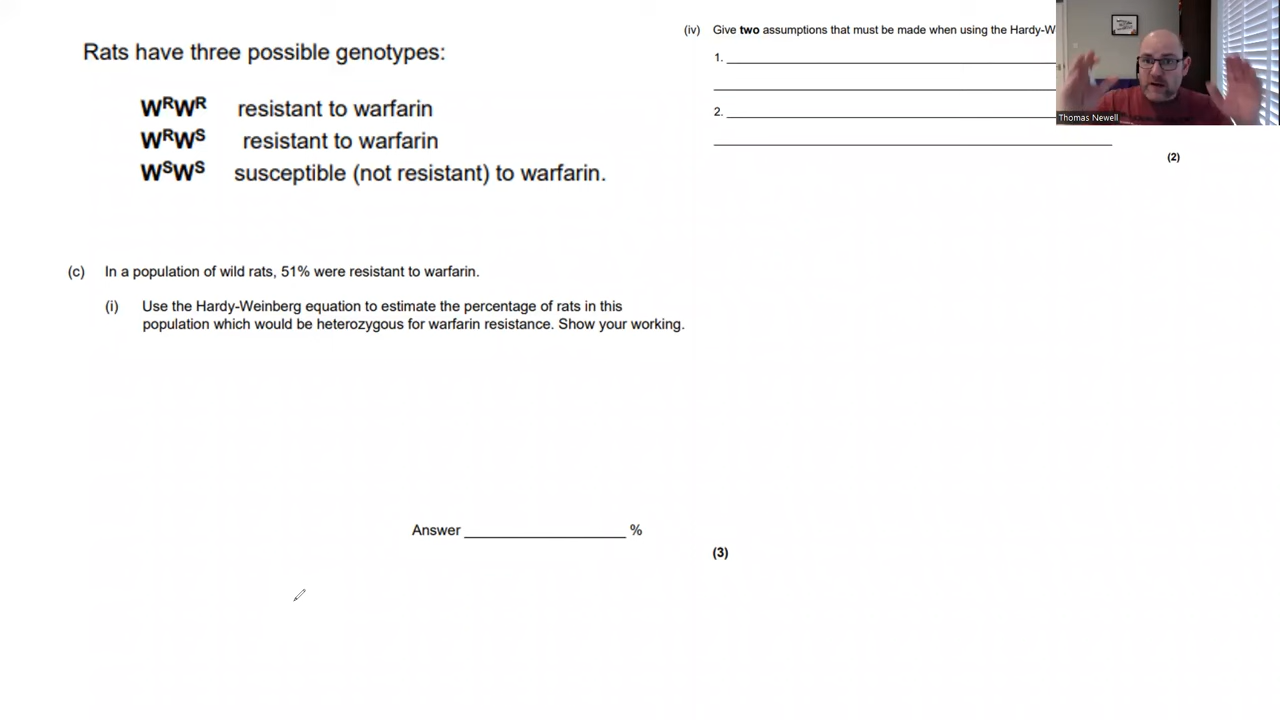 Rats have three possible genotypes:
WᴿWᴿ resistant to warfarin
WᴿWˢ resistant to warfarin
WˢWˢ susceptible (not resistant) to warfarin.
(c) In a population of wild rats, 51% were resistant to warfarin.
(i) Use the Hardy-Weinberg equation to estimate the percentage of rats in this
population which would be heterozygous for warfarin resistance. Show your working.
Answer ____________________ %
(3)
(iv) Give two assumptions that must be made when using the Hardy-W
1.
2.
(2)
Thomas Newell